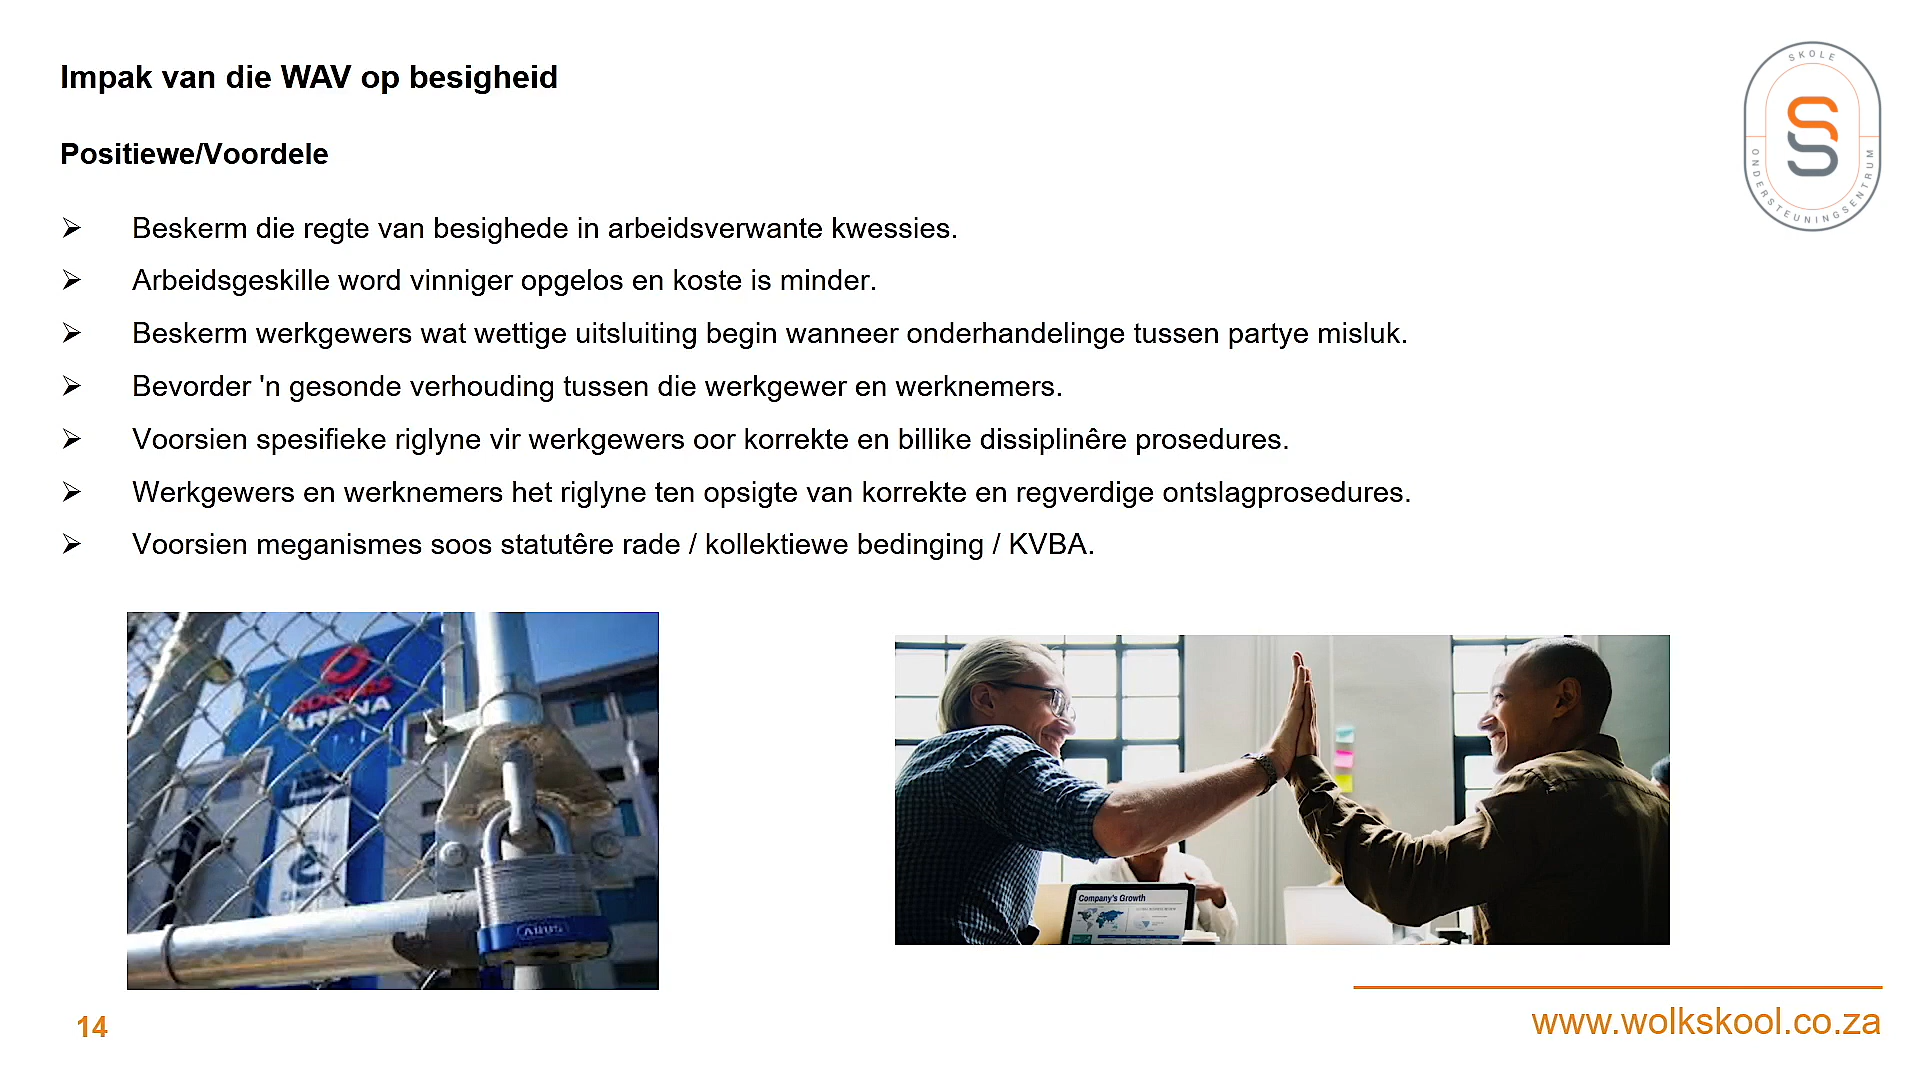 Impak van die WAV op besigheid
SKOLE
ONDERSTEUNINGSENTRUM
Positiewe/Voordele
➢ Beskerm die regte van besighede in arbeidsverwante kwessies.
➢ Arbeidsgeskille word vinniger opgelos en koste is minder.
➢ Beskerm werkgewers wat wettige uitsluiting begin wanneer onderhandelinge tussen partye misluk.
➢ Bevorder 'n gesonde verhouding tussen die werkgewer en werknemers.
➢ Voorsien spesifieke riglyne vir werkgewers oor korrekte en billike dissiplinêre prosedures.
➢ Werkgewers en werknemers het riglyne ten opsigte van korrekte en regverdige ontslagprosedures.
➢ Voorsien meganismes soos statutêre rade / kollektiewe bedinging / KVBA.
ROGERS
ARENA
ABUS
Company's Growth
14
www.wolkskool.co.za